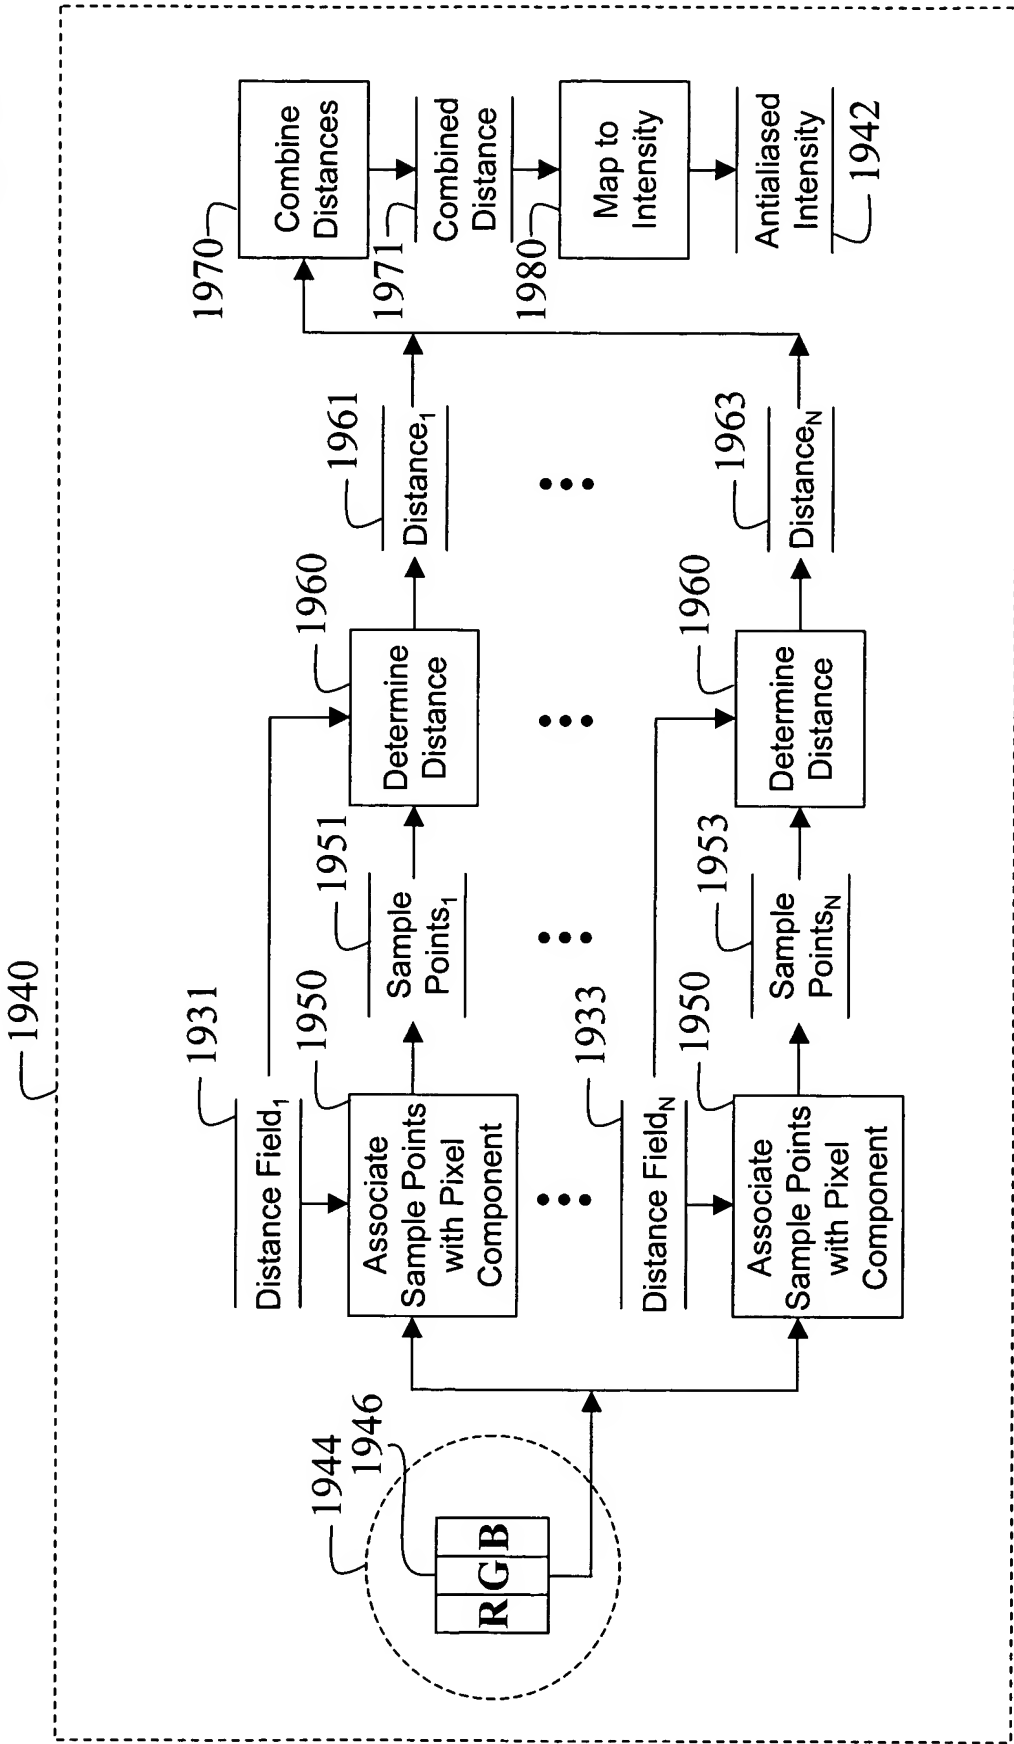 1940
1944
1946
R G B
1931
Distance Field1
1950
Associate
Sample Points
with Pixel
Component
1951
Sample
Points1
1960
Determine
Distance
1961
Distance1
1933
Distance FieldN
1950
Associate
Sample Points
with Pixel
Component
1953
Sample
PointsN
1960
Determine
Distance
1963
DistanceN
1970
Combine
Distances
1971
Combined
Distance
1980
Map to
Intensity
Antialiased
Intensity
1942